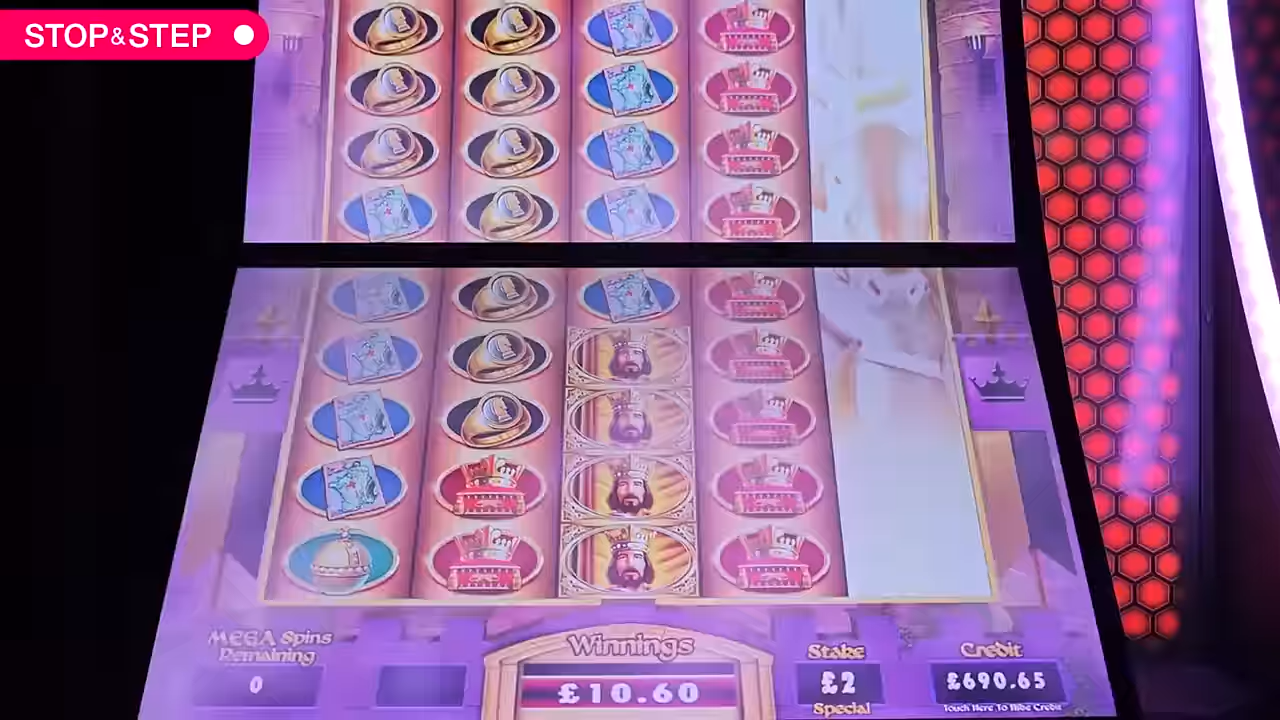 STOP&STEP
MEGA Spins
Remaining
0
Winnings
£10.60
Stake
£2
Special
Credit
£690.65
Touch Here To Hide Credit